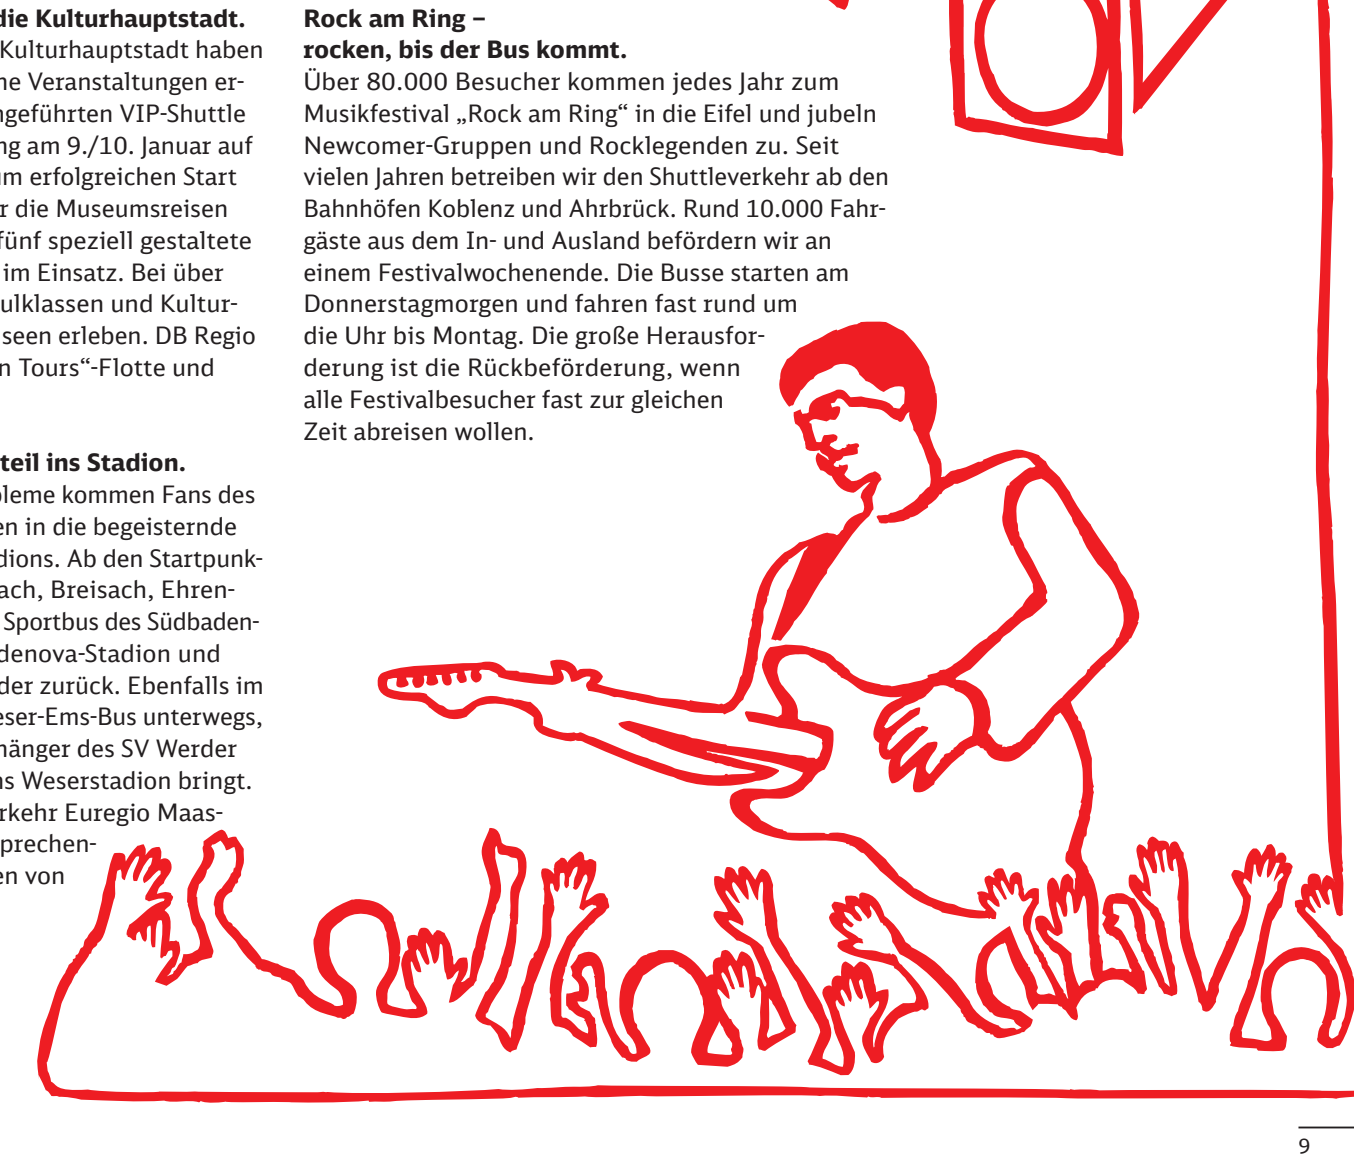 die Kulturhauptstadt.
Kulturhauptstadt haben
ne Veranstaltungen er-
ngeführten VIP-Shuttle
ng am 9./10. Januar auf
um erfolgreichen Start
r die Museumsreisen
fünf speziell gestaltete
im Einsatz. Bei über
ulklassen und Kultur-
seen erleben. DB Regio
n Tours“-Flotte und
teil ins Stadion.
bleme kommen Fans des
en in die begeisternde
dions. Ab den Startpunk-
ach, Breisach, Ehren-
Sportbus des Südbaden-
denova-Stadion und
der zurück. Ebenfalls im
eser-Ems-Bus unterwegs,
hänger des SV Werder
ns Weserstadion bringt.
rkehr Euregio Maas-
sprechen-
en von
Rock am Ring –
rocken, bis der Bus kommt.
Über 80.000 Besucher kommen jedes Jahr zum
Musikfestival „Rock am Ring“ in die Eifel und jubeln
Newcomer-Gruppen und Rocklegenden zu. Seit
vielen Jahren betreiben wir den Shuttleverkehr ab den
Bahnhöfen Koblenz und Ahrbrück. Rund 10.000 Fahr-
gäste aus dem In- und Ausland befördern wir an
einem Festivalwochenende. Die Busse starten am
Donnerstagmorgen und fahren fast rund um
die Uhr bis Montag. Die große Herausfor-
derung ist die Rückbeförderung, wenn
alle Festivalbesucher fast zur gleichen
Zeit abreisen wollen.
9